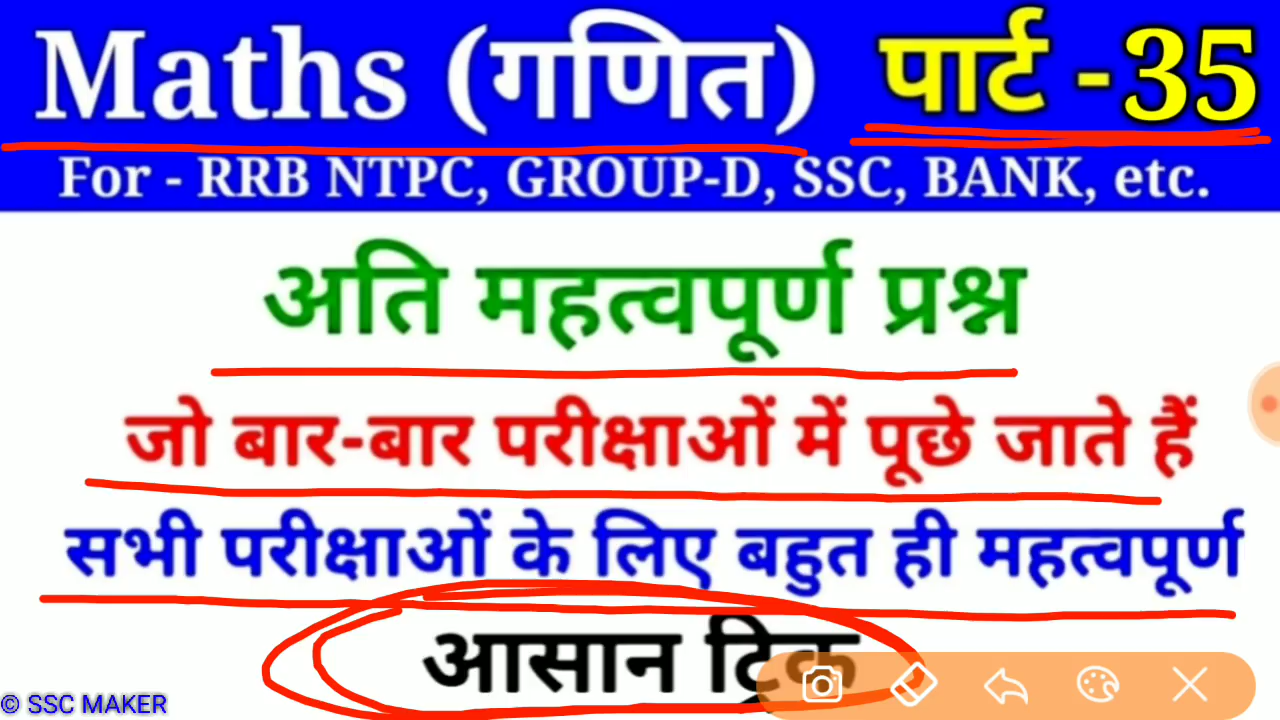 Maths (गणित) पार्ट -35
For - RRB NTPC, GROUP-D, SSC, BANK, etc.
अति महत्वपूर्ण प्रश्न
जो बार-बार परीक्षाओं में पूछे जाते हैं
सभी परीक्षाओं के लिए बहुत ही महत्वपूर्ण
आसान ट्रिक
© SSC MAKER